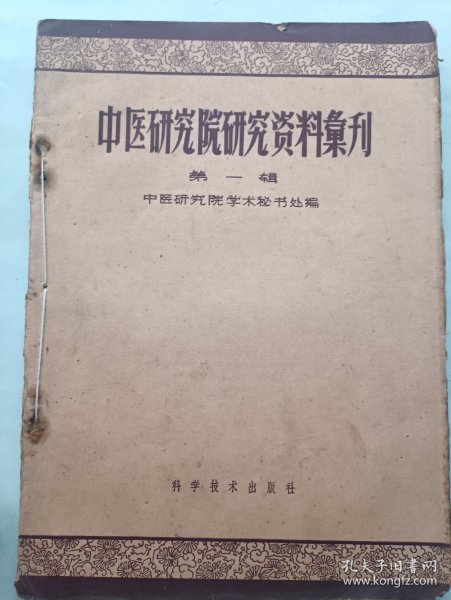 中医研究院研究资料彙刊
第一辑
中医研究院学术秘书处编
科学技术出版社
孔夫子旧书网
kongfz.com